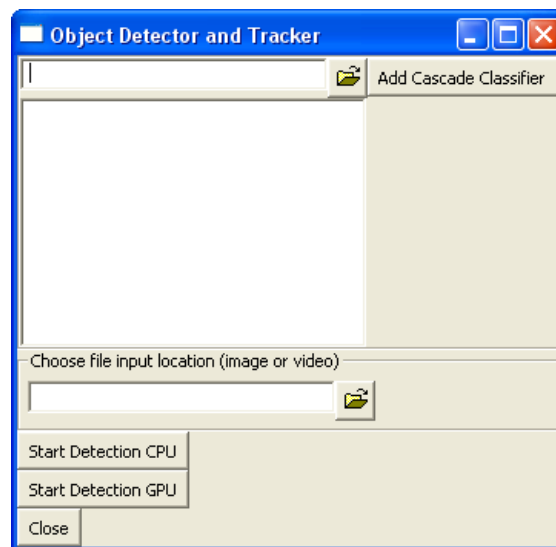 Object Detector and Tracker
Add Cascade Classifier
Choose file input location (image or video)
Start Detection CPU
Start Detection GPU
Close